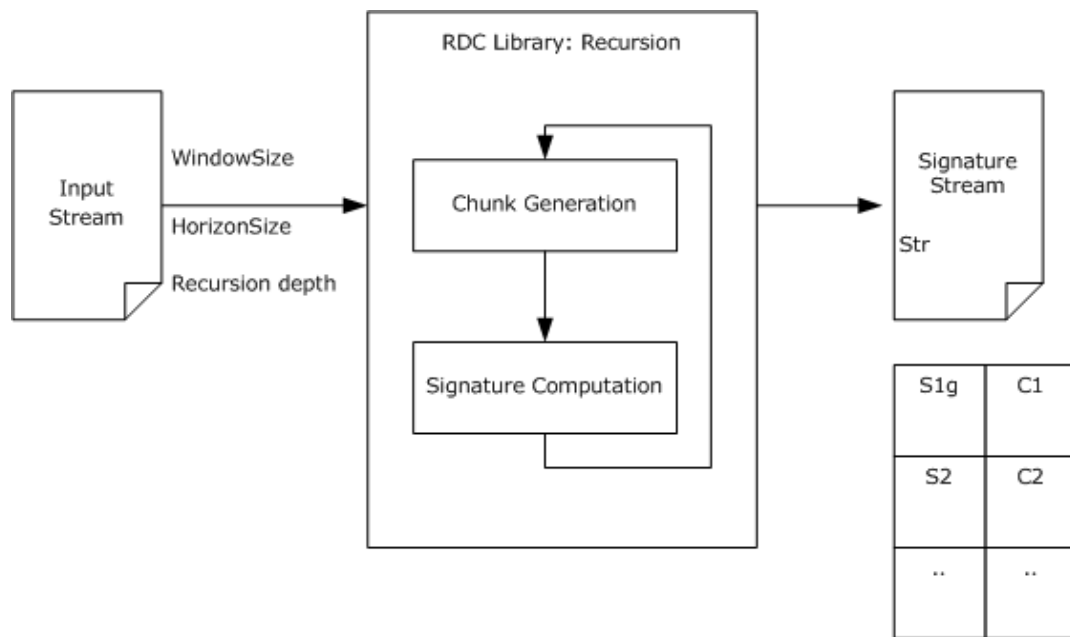 RDC Library: Recursion
Input
Stream
WindowSize
HorizonSize
Recursion depth
Chunk Generation
Signature Computation
Signature
Stream
Str
S1g C1
S2 C2
.. ..